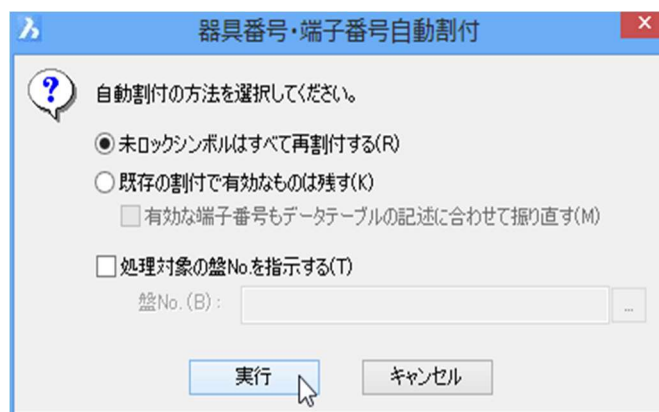 器具番号・端子番号自動割付
自動割付の方法を選択してください。
未ロックシンボルはすべて再割付する(R)
既存の割付で有効なものは残す(K)
有効な端子番号もデータテーブルの記述に合わせて振り直す(M)
処理対象の盤No.を指示する(T)
盤No.(B):
...
実行
キャンセル